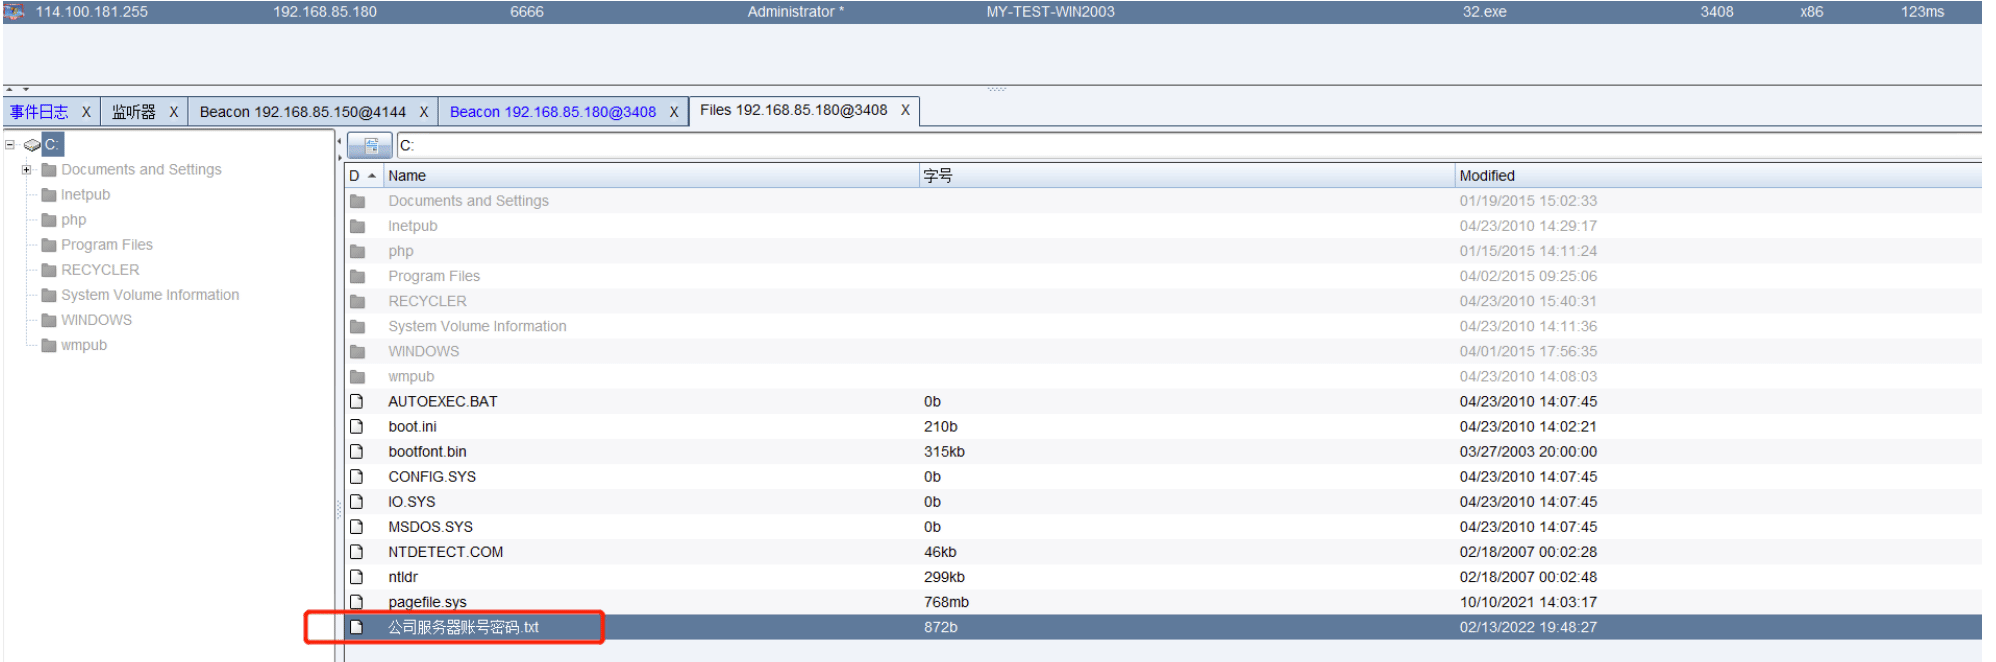 114.100.181.255 192.168.85.180 6666 Administrator * MY-TEST-WIN2003 32.exe 3408 x86 123ms
事件日志 X 监听器 X Beacon 192.168.85.150@4144 X Beacon 192.168.85.180@3408 X Files 192.168.85.180@3408 X
C:
Documents and Settings
Inetpub
php
Program Files
RECYCLER
System Volume Information
WINDOWS
wmpub
C:
D Name 字号 Modified
Documents and Settings 01/19/2015 15:02:33
Inetpub 04/23/2010 14:29:17
php 01/15/2015 14:11:24
Program Files 04/02/2015 09:25:06
RECYCLER 04/23/2010 15:40:31
System Volume Information 04/23/2010 14:11:36
WINDOWS 04/01/2015 17:56:35
wmpub 04/23/2010 14:08:03
AUTOEXEC.BAT 0b 04/23/2010 14:07:45
boot.ini 210b 04/23/2010 14:02:21
bootfont.bin 315kb 03/27/2003 20:00:00
CONFIG.SYS 0b 04/23/2010 14:07:45
IO.SYS 0b 04/23/2010 14:07:45
MSDOS.SYS 0b 04/23/2010 14:07:45
NTDETECT.COM 46kb 02/18/2007 00:02:28
ntldr 299kb 02/18/2007 00:02:48
pagefile.sys 768mb 10/10/2021 14:03:17
公司服务器账号密码.txt 872b 02/13/2022 19:48:27